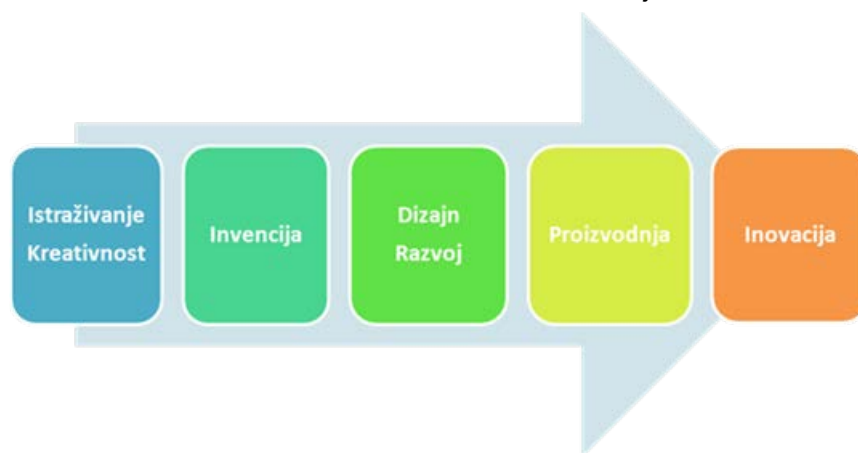 Istraživanje
Kreativnost
Invencija
Dizajn
Razvoj
Proizvodnja
Inovacija